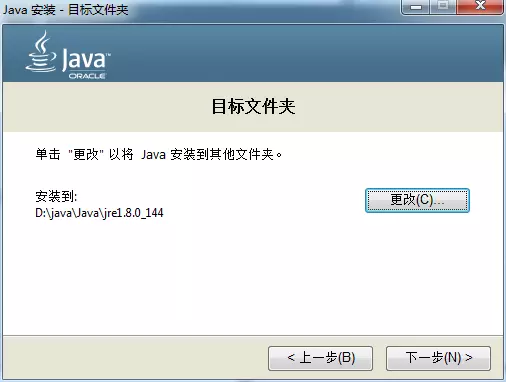 Java 安装 - 目标文件夹
Java™
ORACLE
目标文件夹
单击 "更改" 以将 Java 安装到其他文件夹。
安装到:
更改(C)...
D:\java\Java\jre1.8.0_144
< 上一步(B)
下一步(N) >